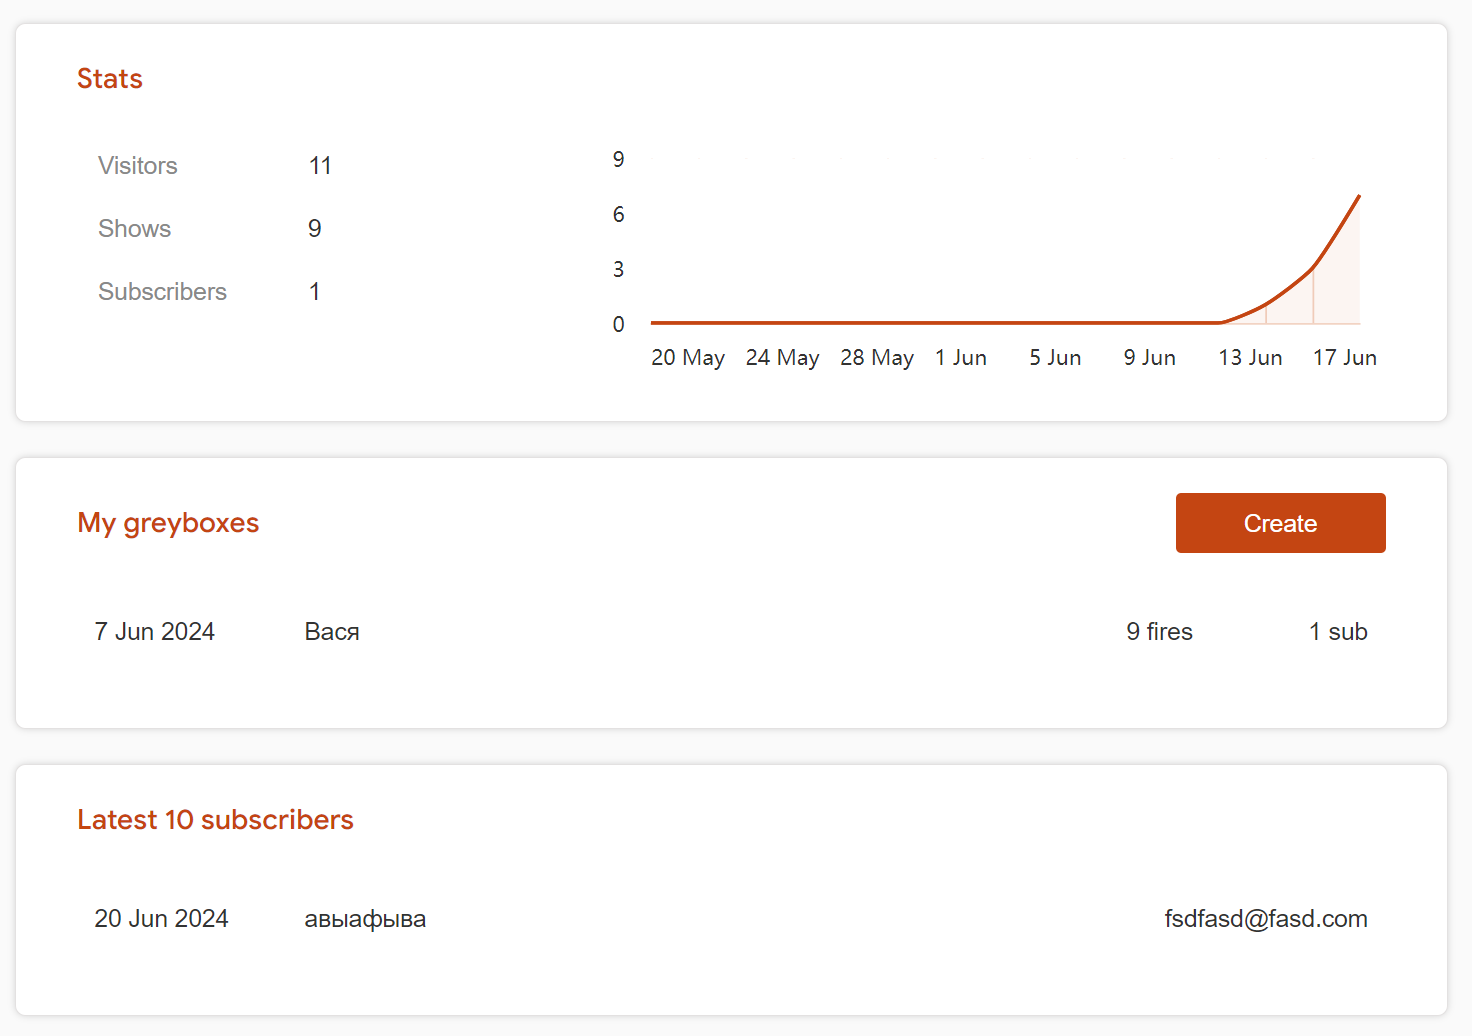 Stats
Visitors 11
Shows 9
Subscribers 1
9
6
3
0
20 May 24 May 28 May 1 Jun 5 Jun 9 Jun 13 Jun 17 Jun
My greyboxes
Create
7 Jun 2024 Вася 9 fires 1 sub
Latest 10 subscribers
20 Jun 2024 авыафыва fsdfasd@fasd.com